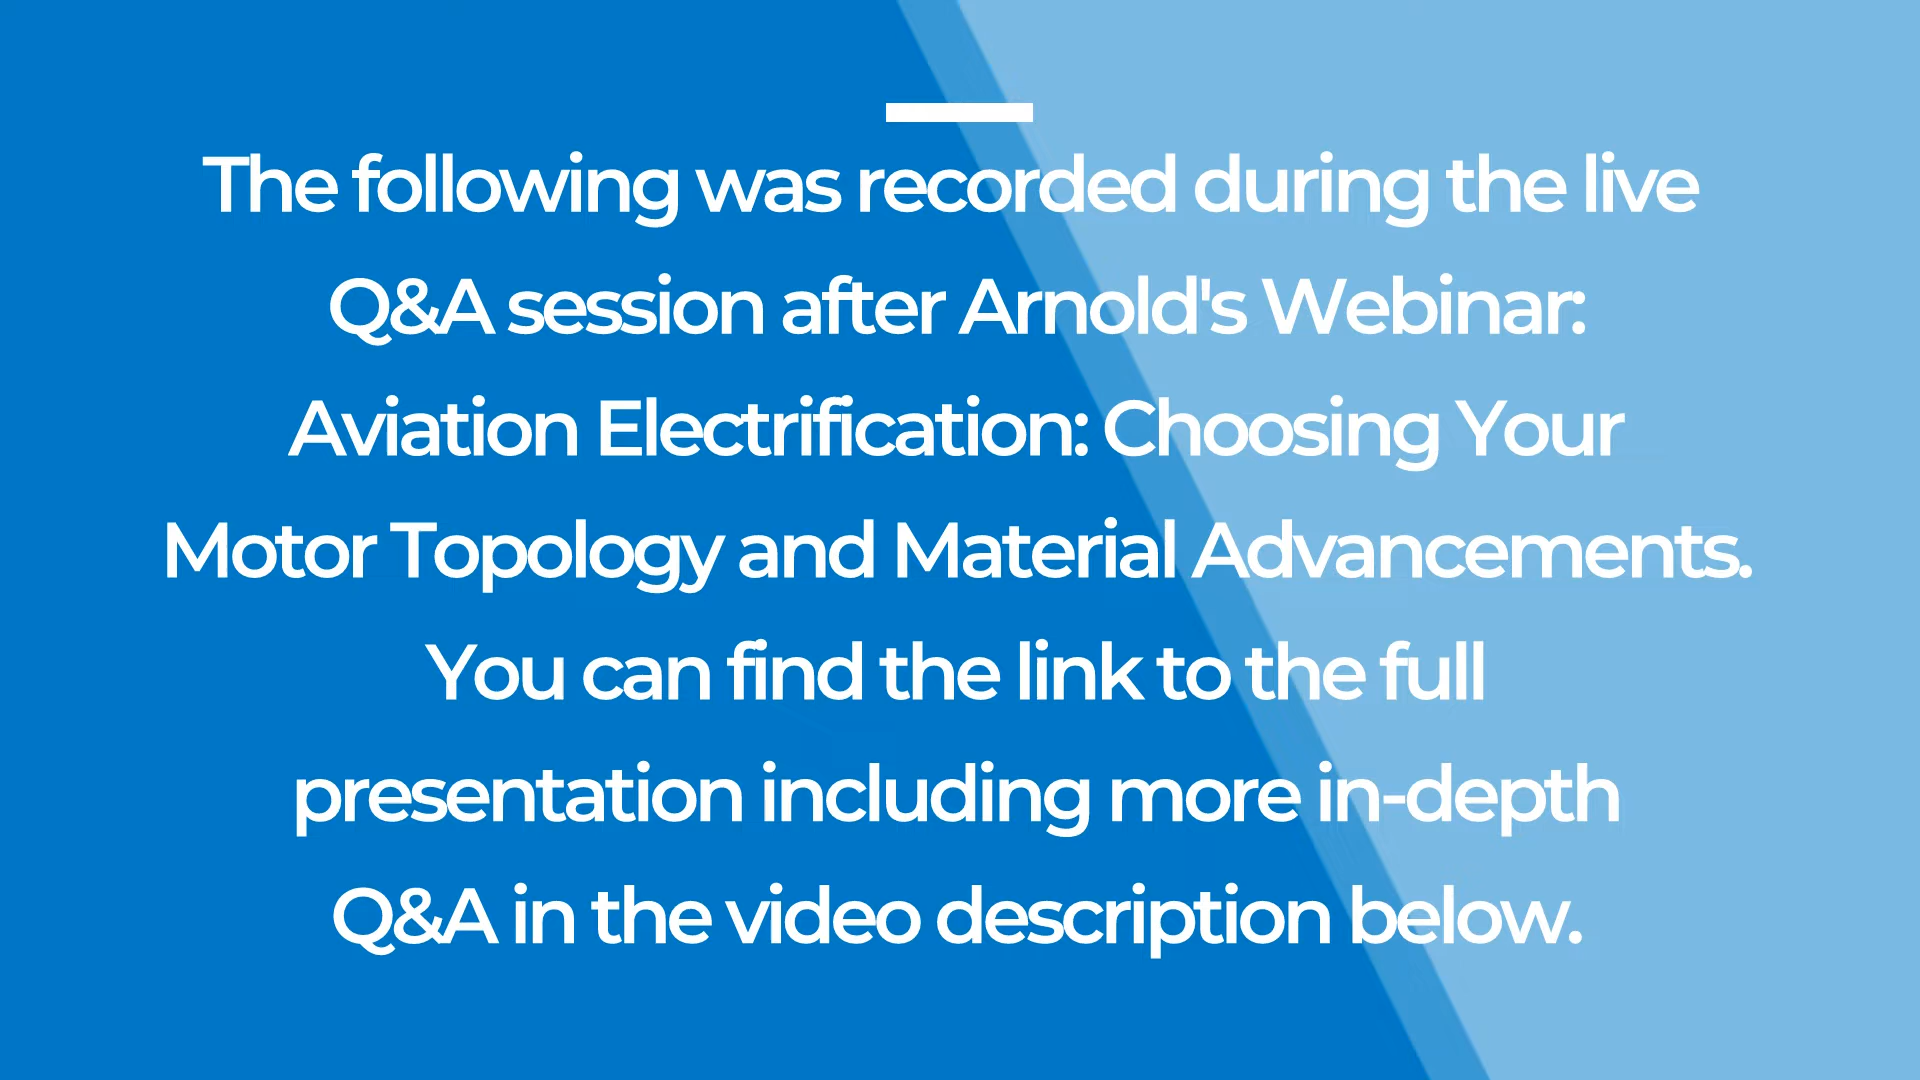 The following was recorded during the live
Q&A session after Arnold's Webinar:
Aviation Electrification: Choosing Your
Motor Topology and Material Advancements.
You can find the link to the full
presentation including more in-depth
Q&A in the video description below.